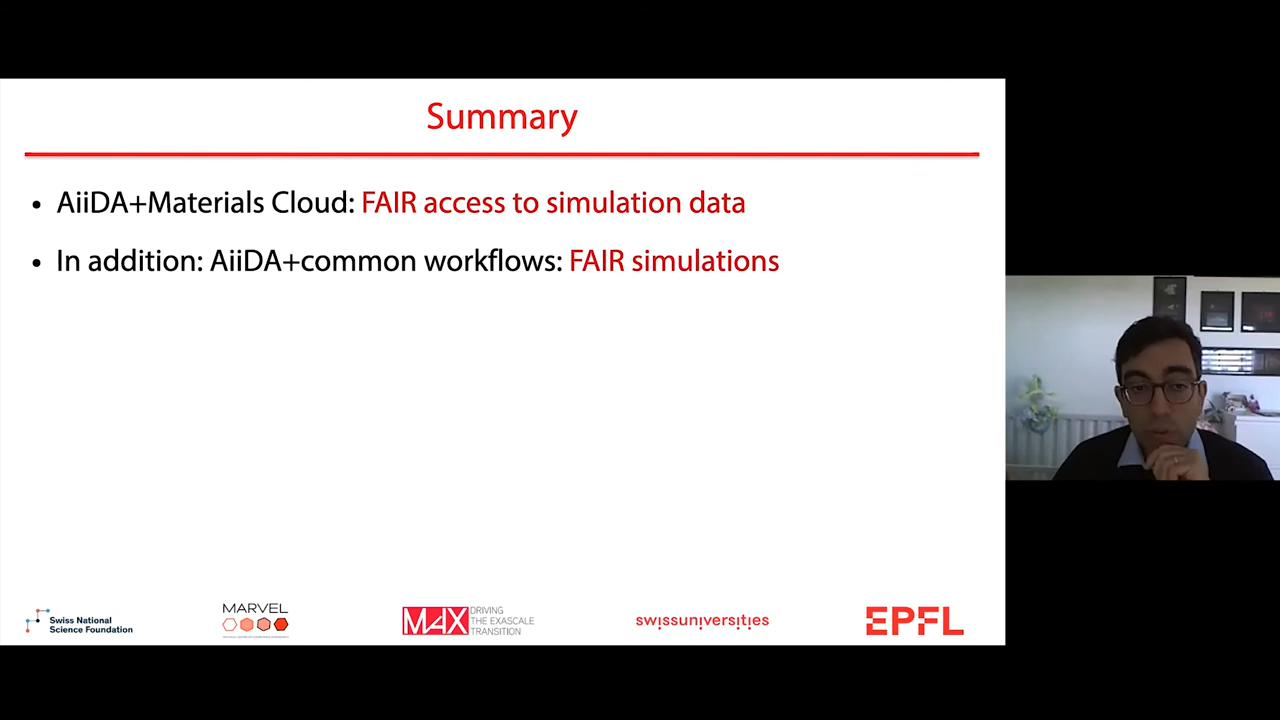 Summary
• AiiDA+Materials Cloud: FAIR access to simulation data
• In addition: AiiDA+common workflows: FAIR simulations
Swiss National
Science Foundation
MARVEL
MAX
DRIVING
THE EXASCALE
TRANSITION
swissuniversities
EPFL